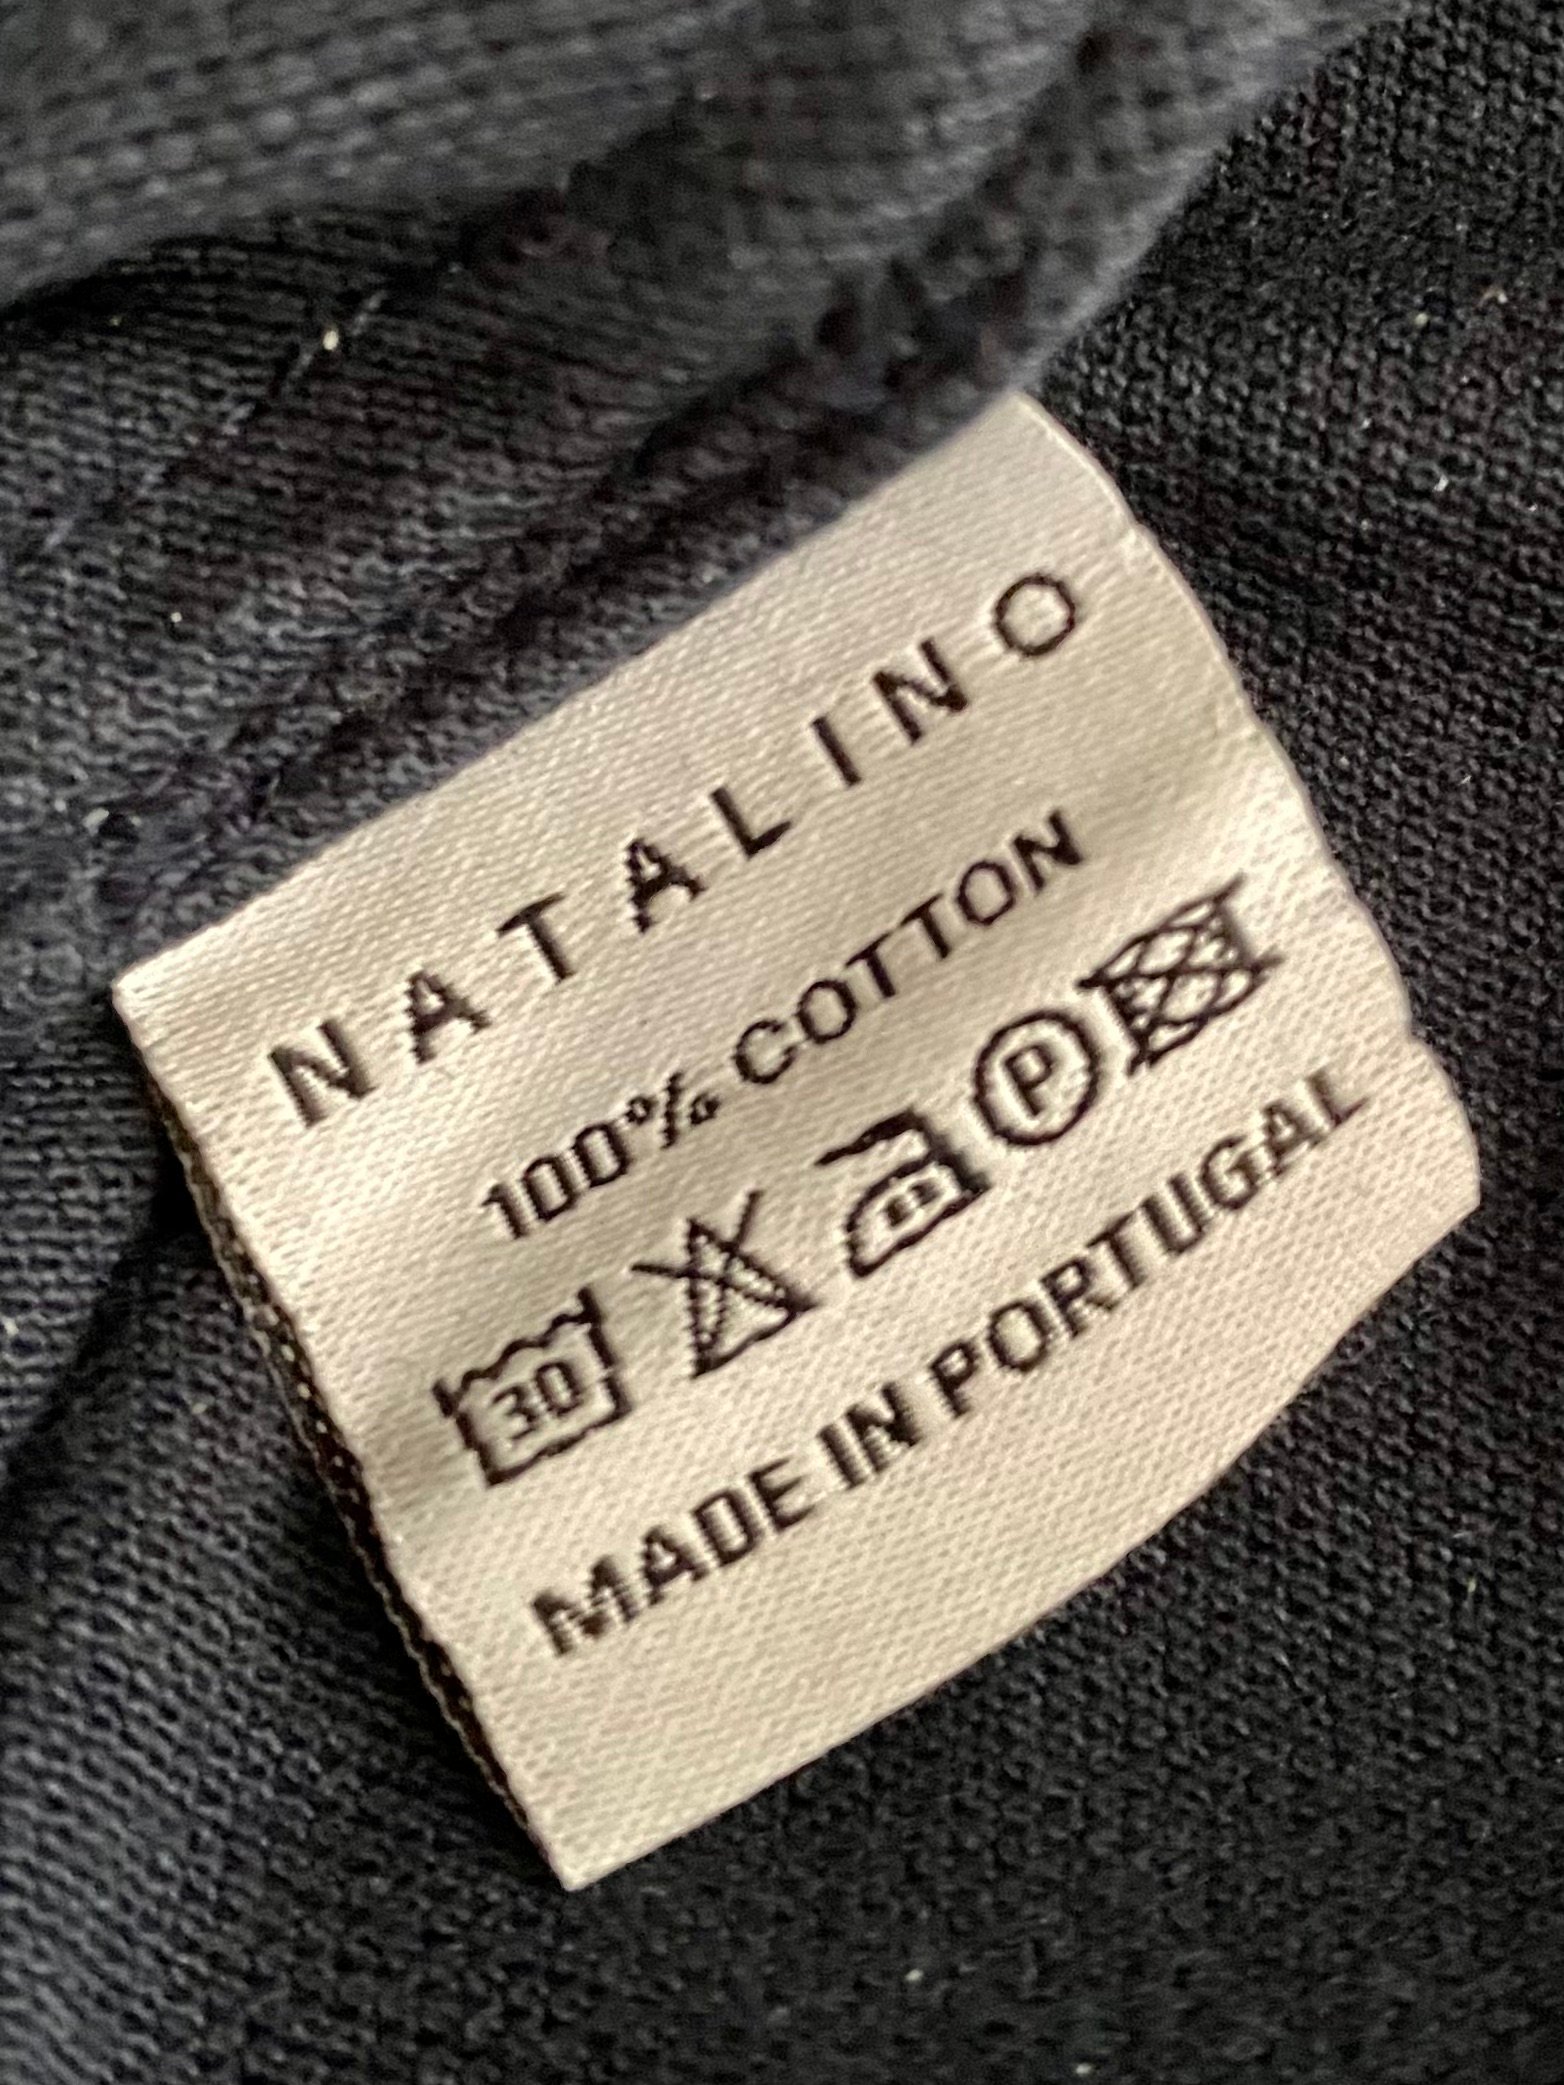 NATALINO
100% COTTON
30 P
MADE IN PORTUGAL